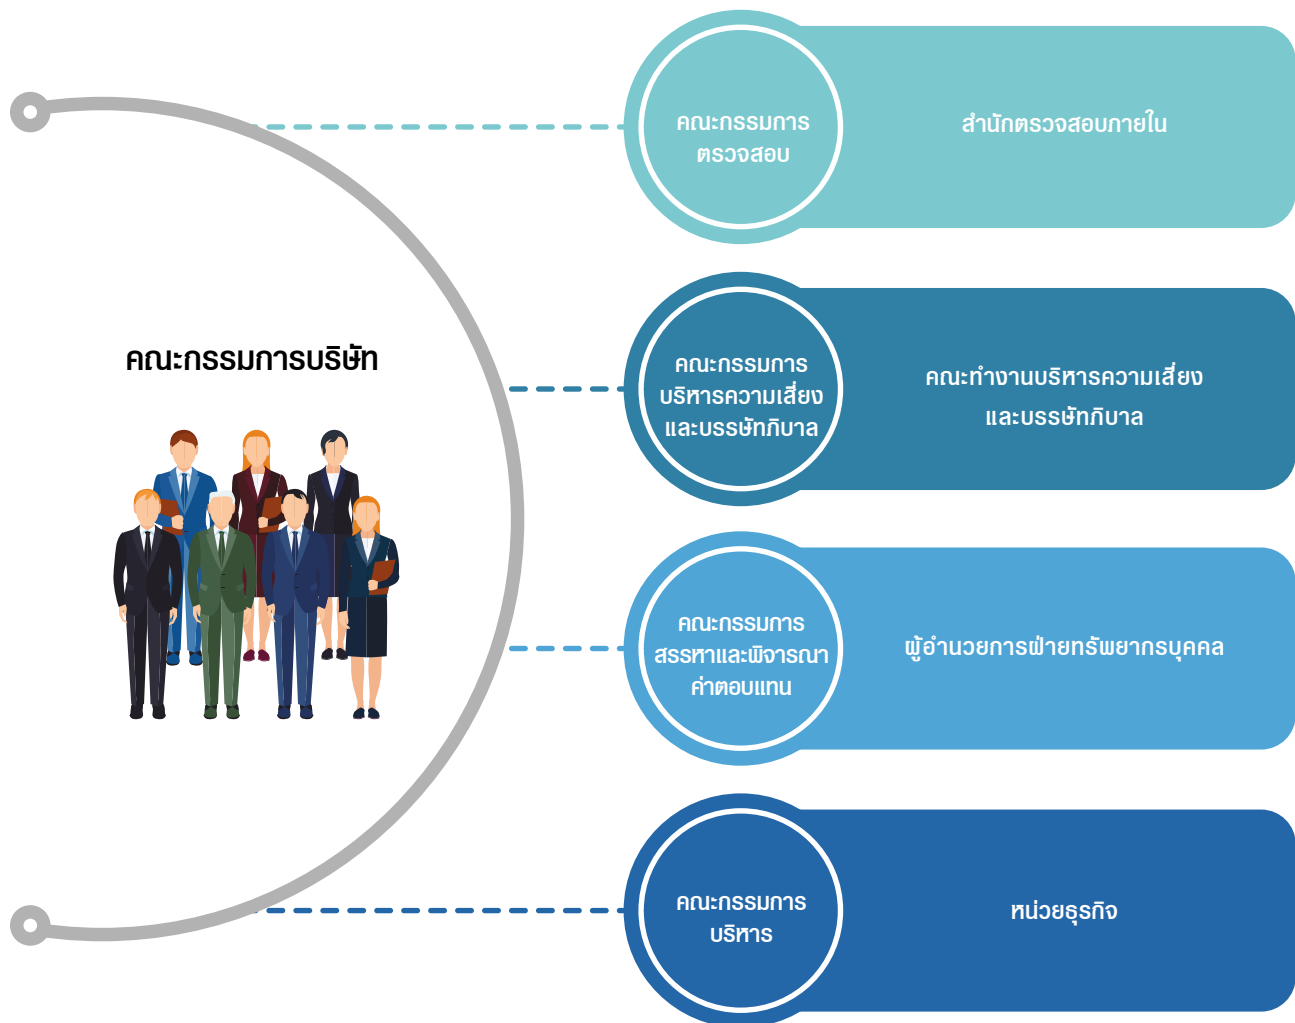 คณะกรรมการบริษัท
คณะกรรมการ
ตรวจสอบ
สำนักตรวจสอบภายใน
คณะกรรมการ
บริหารความเสี่ยง
และบรรษัทภิบาล
คณะทำงานบริหารความเสี่ยง
และบรรษัทภิบาล
คณะกรรมการ
สรรหาและพิจารณา
ค่าตอบแทน
ผู้อำนวยการฝ่ายทรัพยากรบุคคล
คณะกรรมการ
บริหาร
หน่วยธุรกิจ